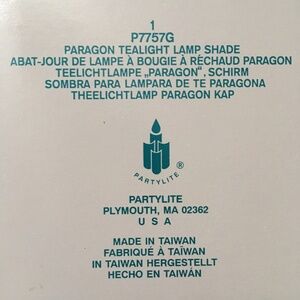 1
P7757G
PARAGON TEALIGHT LAMP SHADE
ABAT-JOUR DE LAMPE À BOUGIE À RÉCHAUD PARAGON
TEELICHTLAMPE „PARAGON“, SCHIRM
SOMBRA PARA LAMPARA DE TE PARAGONA
THEELICHTLAMP PARAGON KAP
PARTYLITE ®
PARTYLITE
PLYMOUTH, MA 02362
U S A
MADE IN TAIWAN
FABRIQUÉ À TAÏWAN
IN TAIWAN HERGESTELLT
HECHO EN TAIWÁN